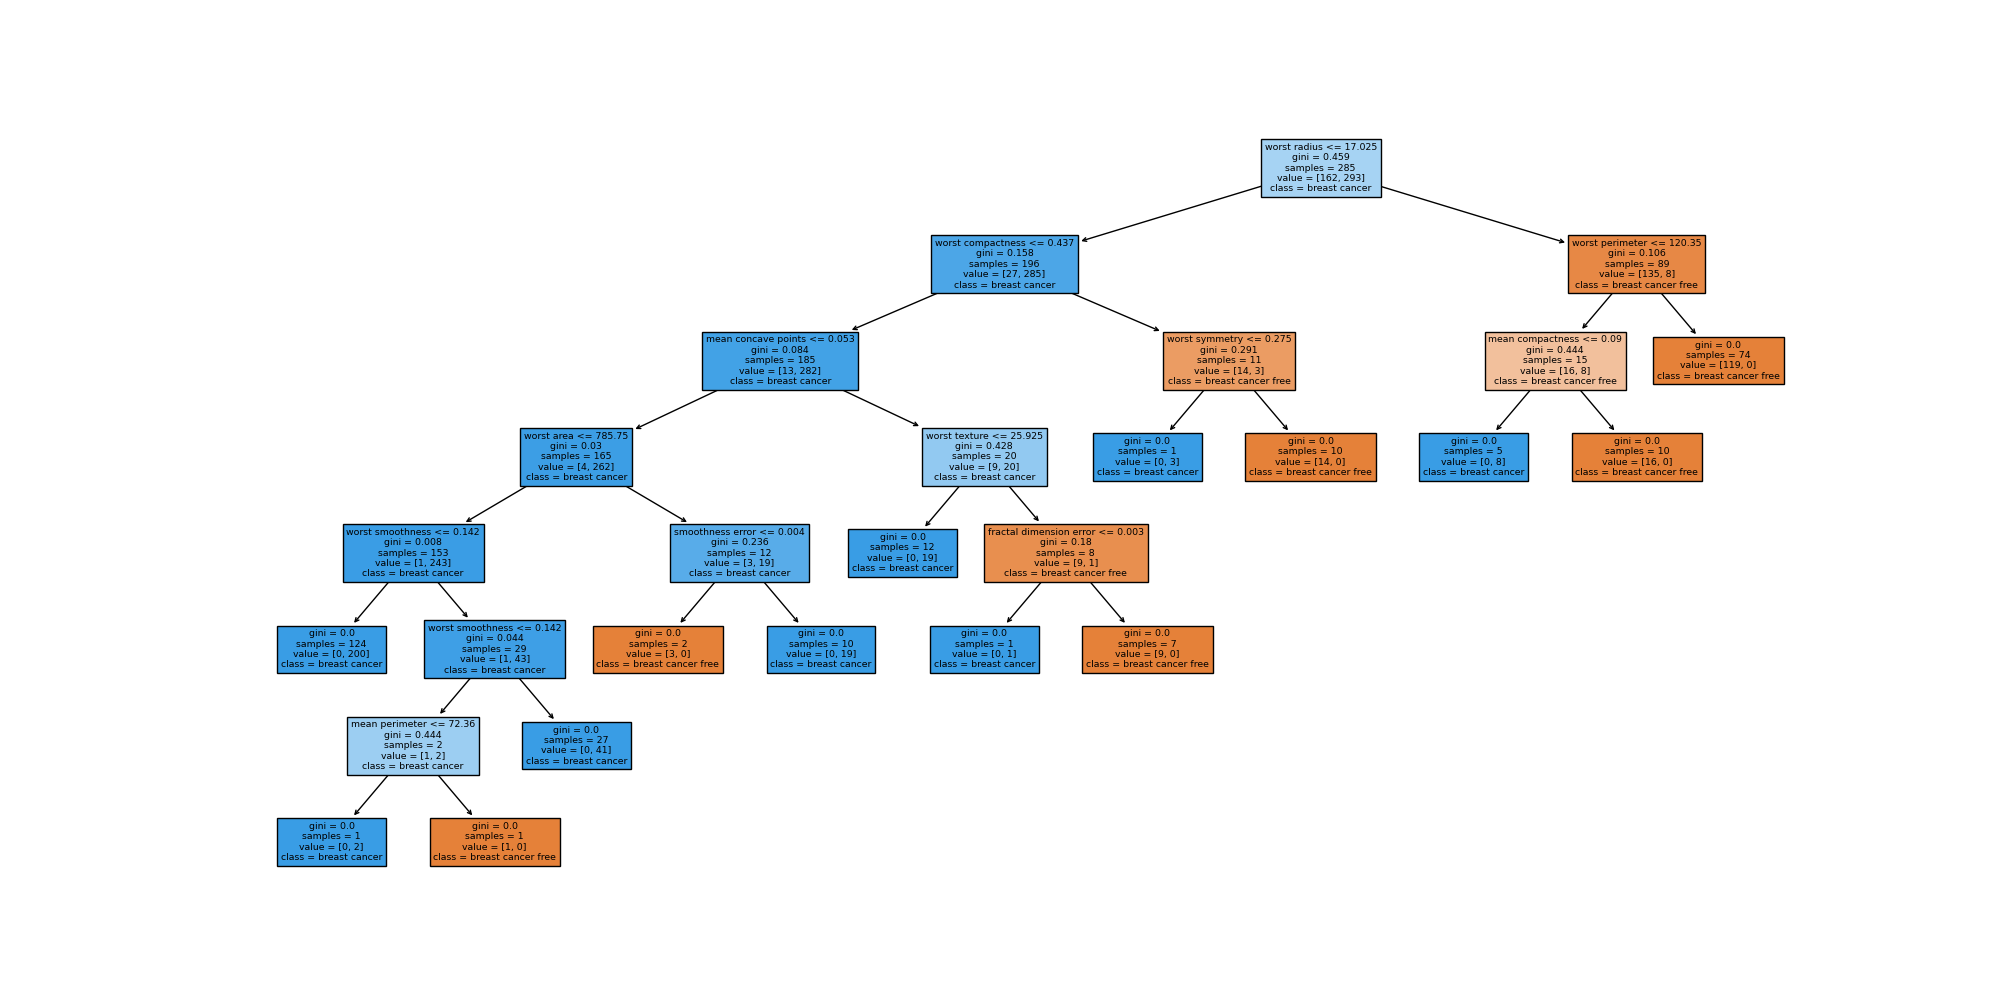 worst radius <= 17.025
gini = 0.459
samples = 285
value = [162, 293]
class = breast cancer
worst compactness <= 0.437
gini = 0.158
samples = 196
value = [27, 285]
class = breast cancer
worst perimeter <= 120.35
gini = 0.106
samples = 89
value = [135, 8]
class = breast cancer free
mean concave points <= 0.053
gini = 0.084
samples = 185
value = [13, 282]
class = breast cancer
worst symmetry <= 0.275
gini = 0.291
samples = 11
value = [14, 3]
class = breast cancer free
mean compactness <= 0.09
gini = 0.444
samples = 15
value = [16, 8]
class = breast cancer free
gini = 0.0
samples = 74
value = [119, 0]
class = breast cancer free
worst area <= 785.75
gini = 0.03
samples = 165
value = [4, 262]
class = breast cancer
worst texture <= 25.925
gini = 0.428
samples = 20
value = [9, 20]
class = breast cancer
gini = 0.0
samples = 1
value = [0, 3]
class = breast cancer
gini = 0.0
samples = 10
value = [14, 0]
class = breast cancer free
gini = 0.0
samples = 5
value = [0, 8]
class = breast cancer
gini = 0.0
samples = 10
value = [16, 0]
class = breast cancer free
worst smoothness <= 0.142
gini = 0.008
samples = 153
value = [1, 243]
class = breast cancer
smoothness error <= 0.004
gini = 0.236
samples = 12
value = [3, 19]
class = breast cancer
gini = 0.0
samples = 12
value = [0, 19]
class = breast cancer
fractal dimension error <= 0.003
gini = 0.18
samples = 8
value = [9, 1]
class = breast cancer free
gini = 0.0
samples = 124
value = [0, 200]
class = breast cancer
worst smoothness <= 0.142
gini = 0.044
samples = 29
value = [1, 43]
class = breast cancer
gini = 0.0
samples = 2
value = [3, 0]
class = breast cancer free
gini = 0.0
samples = 10
value = [0, 19]
class = breast cancer
gini = 0.0
samples = 1
value = [0, 1]
class = breast cancer
gini = 0.0
samples = 7
value = [9, 0]
class = breast cancer free
mean perimeter <= 72.36
gini = 0.444
samples = 2
value = [1, 2]
class = breast cancer
gini = 0.0
samples = 27
value = [0, 41]
class = breast cancer
gini = 0.0
samples = 1
value = [0, 2]
class = breast cancer
gini = 0.0
samples = 1
value = [1, 0]
class = breast cancer free